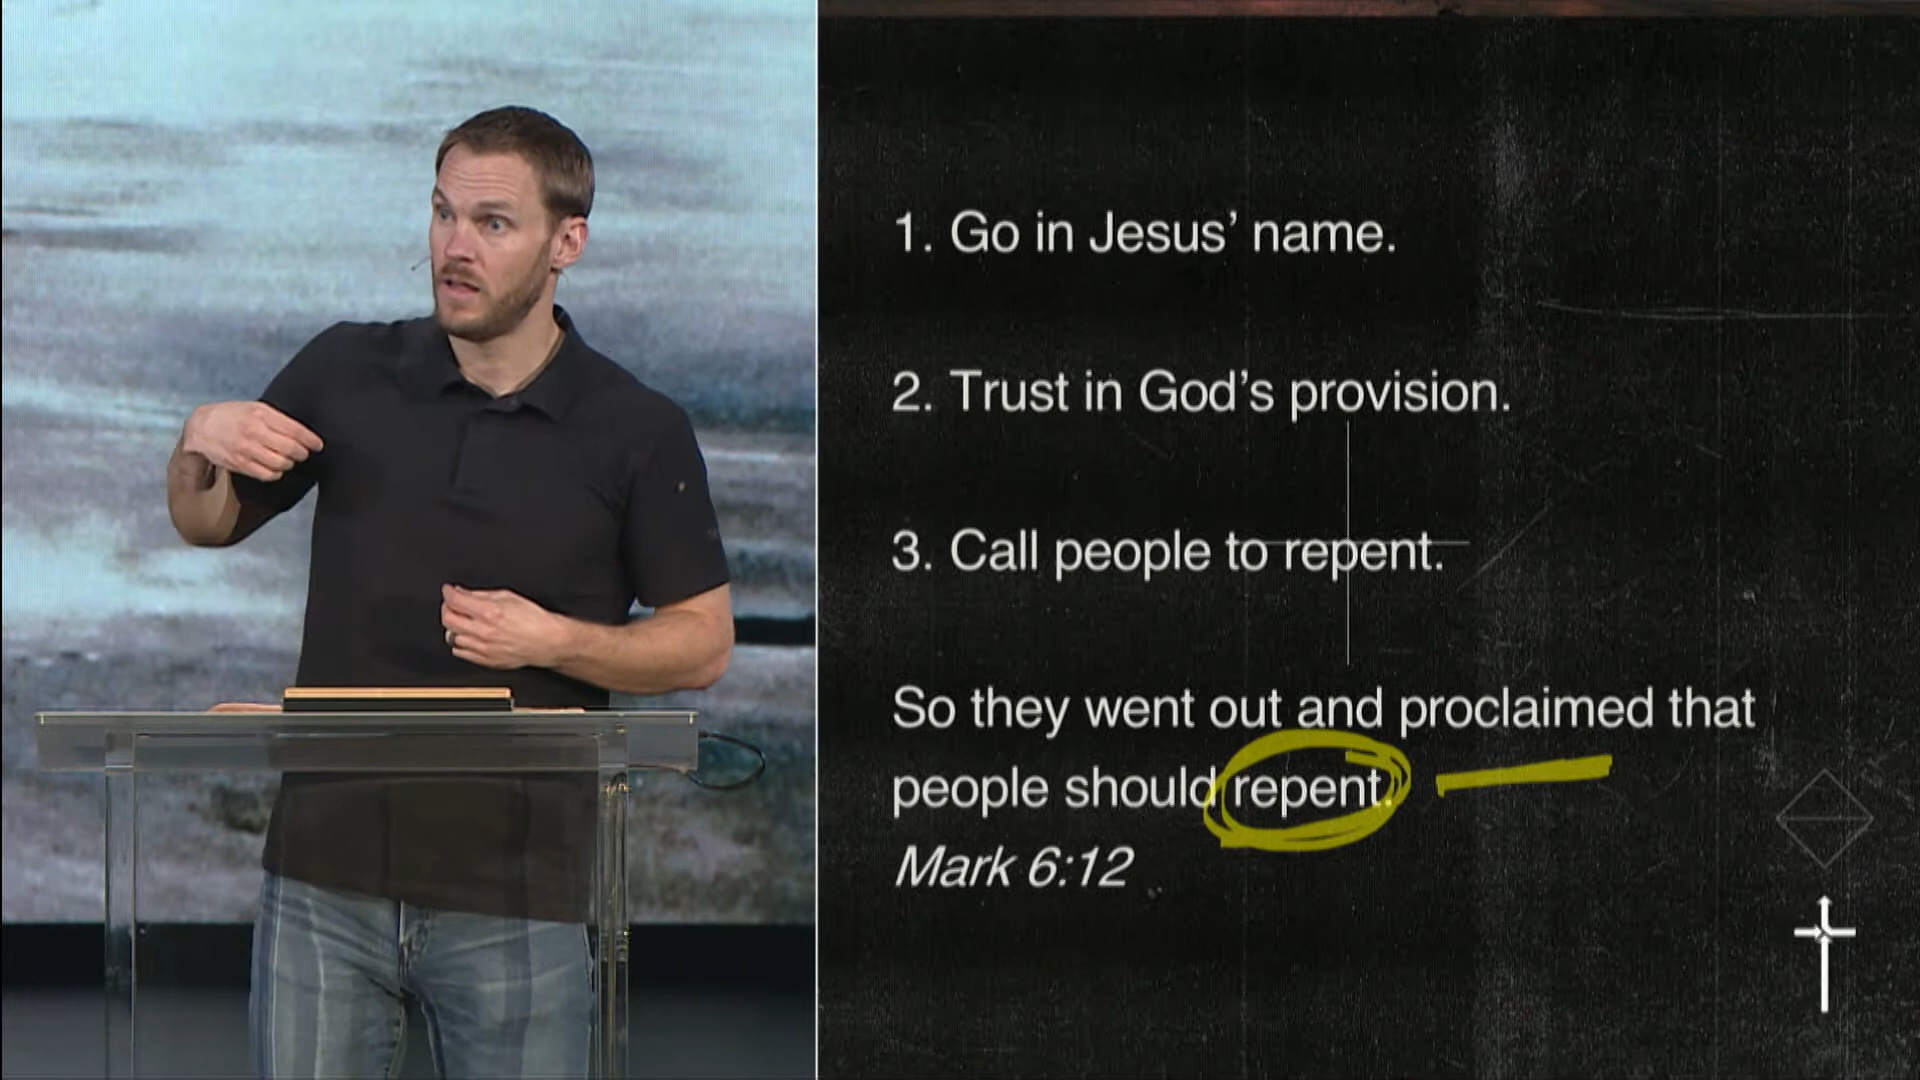 1. Go in Jesus’ name.
2. Trust in God’s provision.
3. Call people to repent.
So they went out and proclaimed that
people should repent.
Mark 6:12